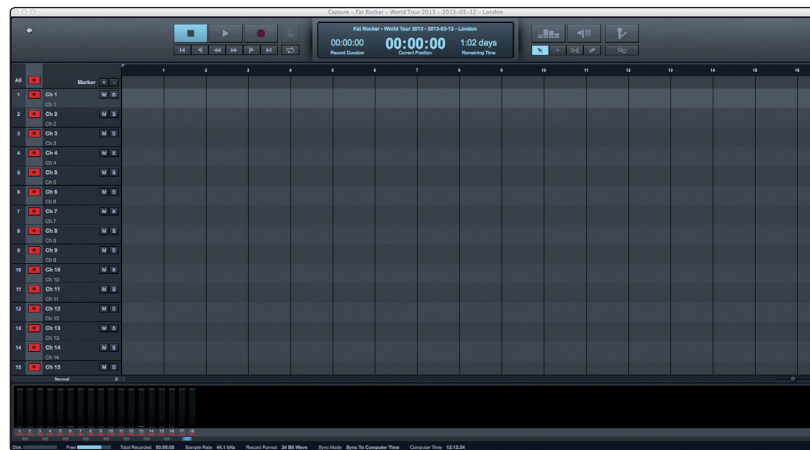 Capture - Fat Rocker - World Tour 2013 - 2013-03-12 - London
Fat Rocker - World Tour 2013 - 2013-03-12 - London
00:00:00 00:00:00 1:02 days
Record Duration Current Position Remaining Time
1 2 3 4 5 6 7 8 9 10 11 12 13 14 15 16
All Marker + -
1 Ch 1 M S
Ch 1
2 Ch 2 M S
Ch 2
3 Ch 3 M S
Ch 3
4 Ch 4 M S
Ch 4
5 Ch 5 M S
Ch 5
6 Ch 6 M S
Ch 6
7 Ch 7 M S
Ch 7
8 Ch 8 M S
Ch 8
9 Ch 9 M S
Ch 9
10 Ch 10 M S
Ch 10
11 Ch 11 M S
Ch 11
12 Ch 12 M S
Ch 12
13 Ch 13 M S
Ch 13
14 Ch 14 M S
Ch 14
15 Ch 15 M S
Normal
1 2 3 4 5 6 7 8 9 10 11 12 13 14 15 16 17 18
Disk Free Total Recorded 00:00:00 Sample Rate 44.1 kHz Record Format 24 Bit Wave Sync Mode Sync To Computer Time Computer Time 12:13:24